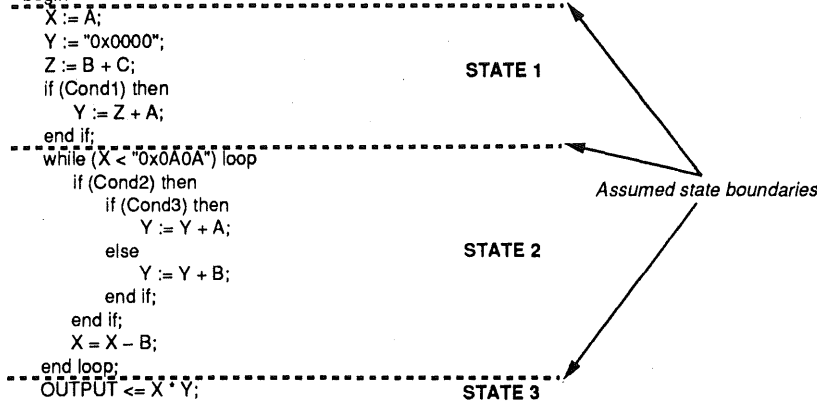 begin
X := A;
Y := "0x0000";
Z := B + C;
STATE 1
if (Cond1) then
Y := Z + A;
end if;
while (X < "0x0A0A") loop
if (Cond2) then
Assumed state boundaries
if (Cond3) then
Y := Y + A;
else
STATE 2
Y := Y + B;
end if;
end if;
X = X – B;
end loop;
OUTPUT <= X * Y;
STATE 3